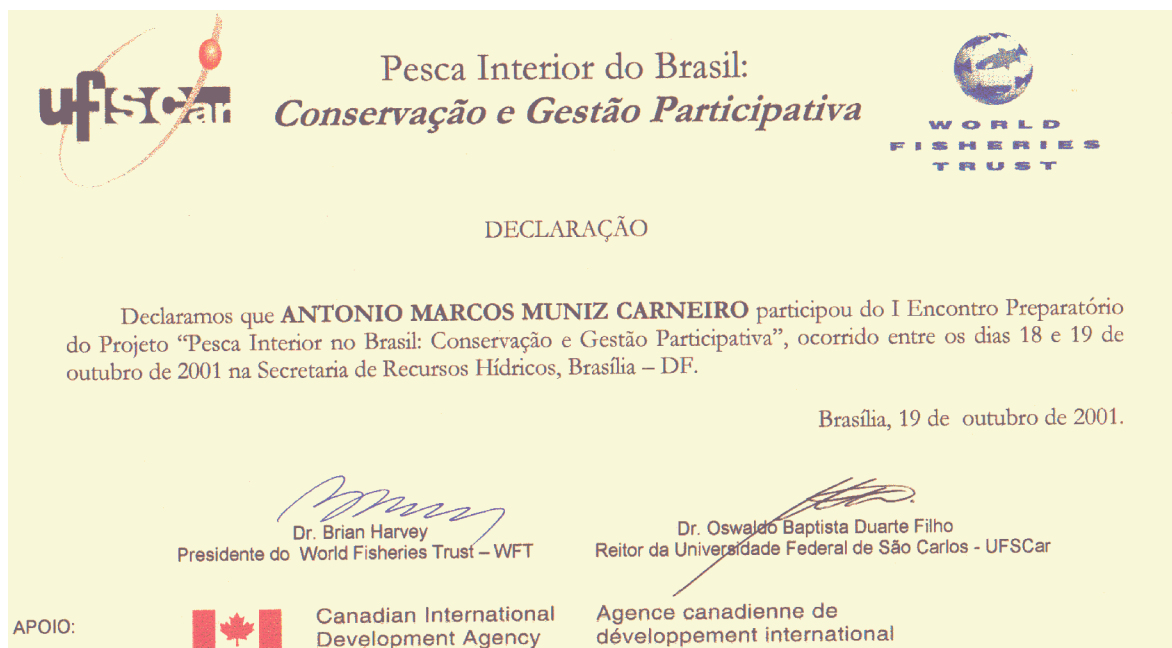 ufscar
Pesca Interior do Brasil:
Conservação e Gestão Participativa
WORLD
FISHERIES
TRUST
DECLARAÇÃO
Declaramos que ANTONIO MARCOS MUNIZ CARNEIRO participou do I Encontro Preparatório
do Projeto “Pesca Interior no Brasil: Conservação e Gestão Participativa”, ocorrido entre os dias 18 e 19 de
outubro de 2001 na Secretaria de Recursos Hídricos, Brasília – DF.
Brasília, 19 de outubro de 2001.
Dr. Brian Harvey
Presidente do World Fisheries Trust – WFT
Dr. Oswaldo Baptista Duarte Filho
Reitor da Universidade Federal de São Carlos - UFSCar
APOIO:
Canadian International
Development Agency
Agence canadienne de
développement international